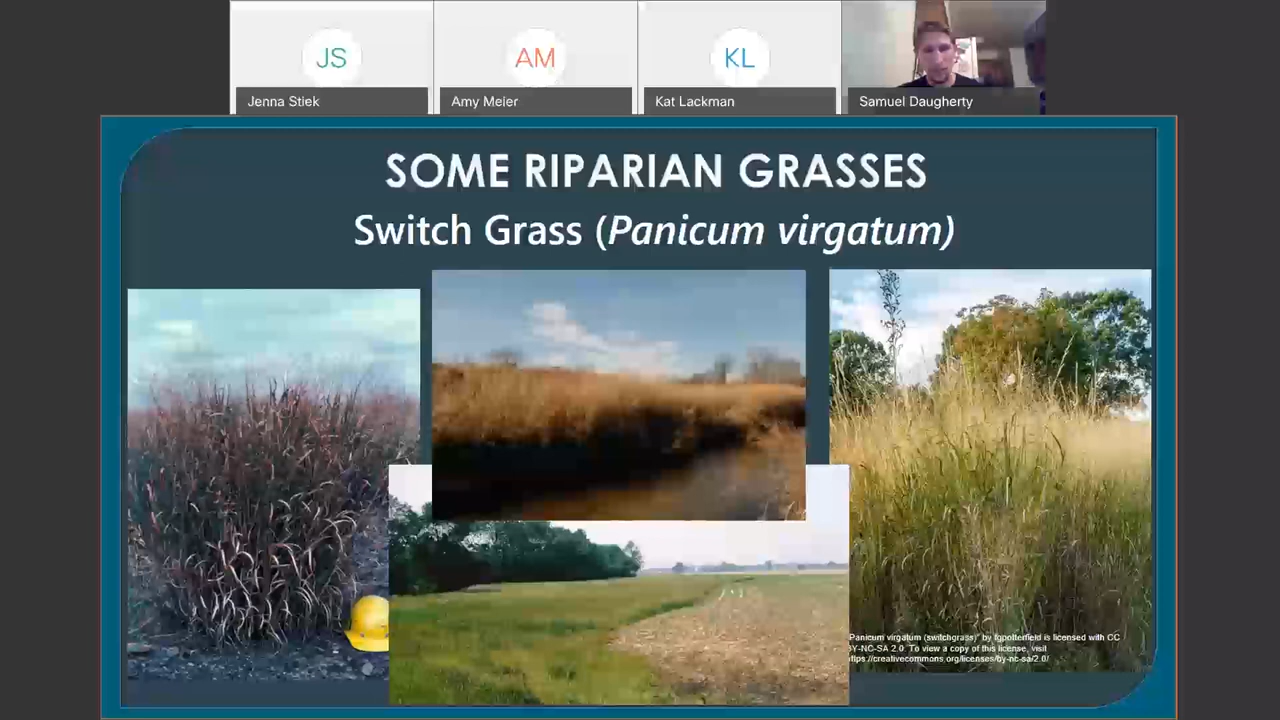 JS
AM
KL
Jenna Stiek
Amy Meier
Kat Lackman
Samuel Daugherty
SOME RIPARIAN GRASSES
Switch Grass (Panicum virgatum)
Panicum virgatum (switchgrass)" by fgpotterfield is licensed with CC
BY-NC-SA 2.0. To view a copy of this license, visit
https://creativecommons.org/licenses/by-nc-sa/2.0/